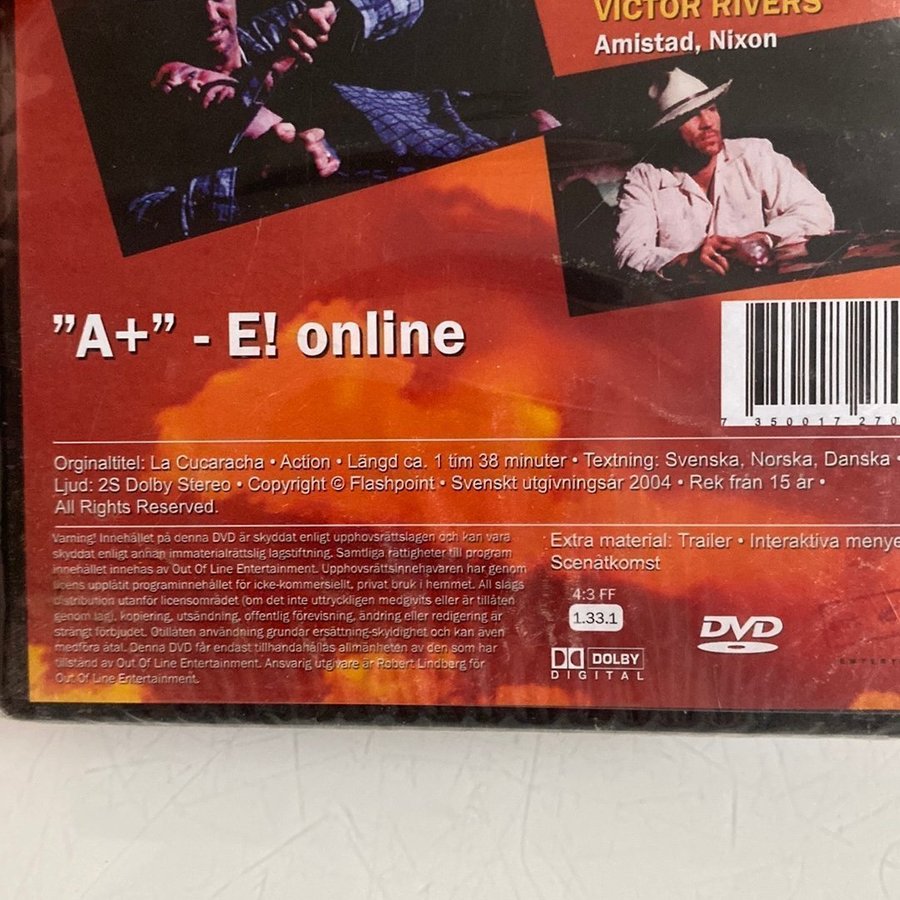 VICTOR RIVERS
Amistad, Nixon
”A+” - E! online
7 350017 270
Orginaltitel: La Cucaracha • Action • Längd ca. 1 tim 38 minuter • Textning: Svenska, Norska, Danska •
Ljud: 2S Dolby Stereo • Copyright © Flashpoint • Svenskt utgivningsår 2004 • Rek från 15 år •
All Rights Reserved.
Varning! Innehållet på denna DVD är skyddat enligt upphovsrättslagen och kan vara
skyddat enligt annan immaterialrättslig lagstiftning. Samtliga rättigheter till program
innehållet innehas av Out Of Line Entertainment. Upphovsrättsinnehavaren har genom
licens upplåtit programinnehållet för icke-kommersiellt, privat bruk i hemmet. All slags
distribution utanför licensområdet (om det inte uttryckligen medgivits eller är tillåten
genom lag), kopiering, utsändning, offentlig förevisning, ändring eller redigering är
strängt förbjudet. Otillåten användning grundar ersättning-skyldighet och kan även
medföra åtal. Denna DVD får endast tillhandahållas allmänheten av den som har
tillstånd av Out Of Line Entertainment. Ansvarig utgivare är Robert Lindberg för
Out Of Line Entertainment.
Extra material: Trailer • Interaktiva menye
Scenåtkomst
4:3 FF
1.33.1
DVD
DOLBY
DIGITAL